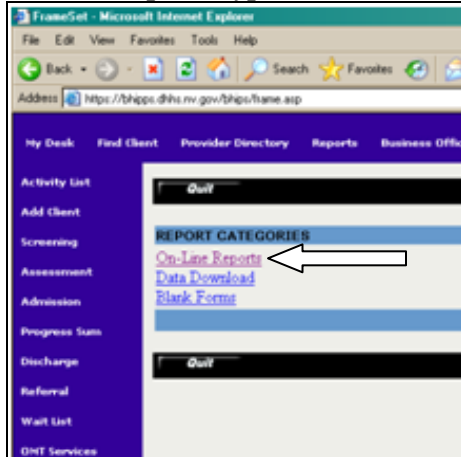 FrameSet - Microsoft Internet Explorer
File Edit View Favorites Tools Help
Back Search Favorites
Address https://bhipps.dhhs.nv.gov/bhips/frame.asp
My Desk Find Client Provider Directory Reports Business Offic
Activity List
Quit
Add Client
Screening
REPORT CATEGORIES
On-Line Reports
Assessment
Data Download
Admission
Blank Forms
Progress Sum
Discharge
Quit
Referral
Wait List
OMT Services